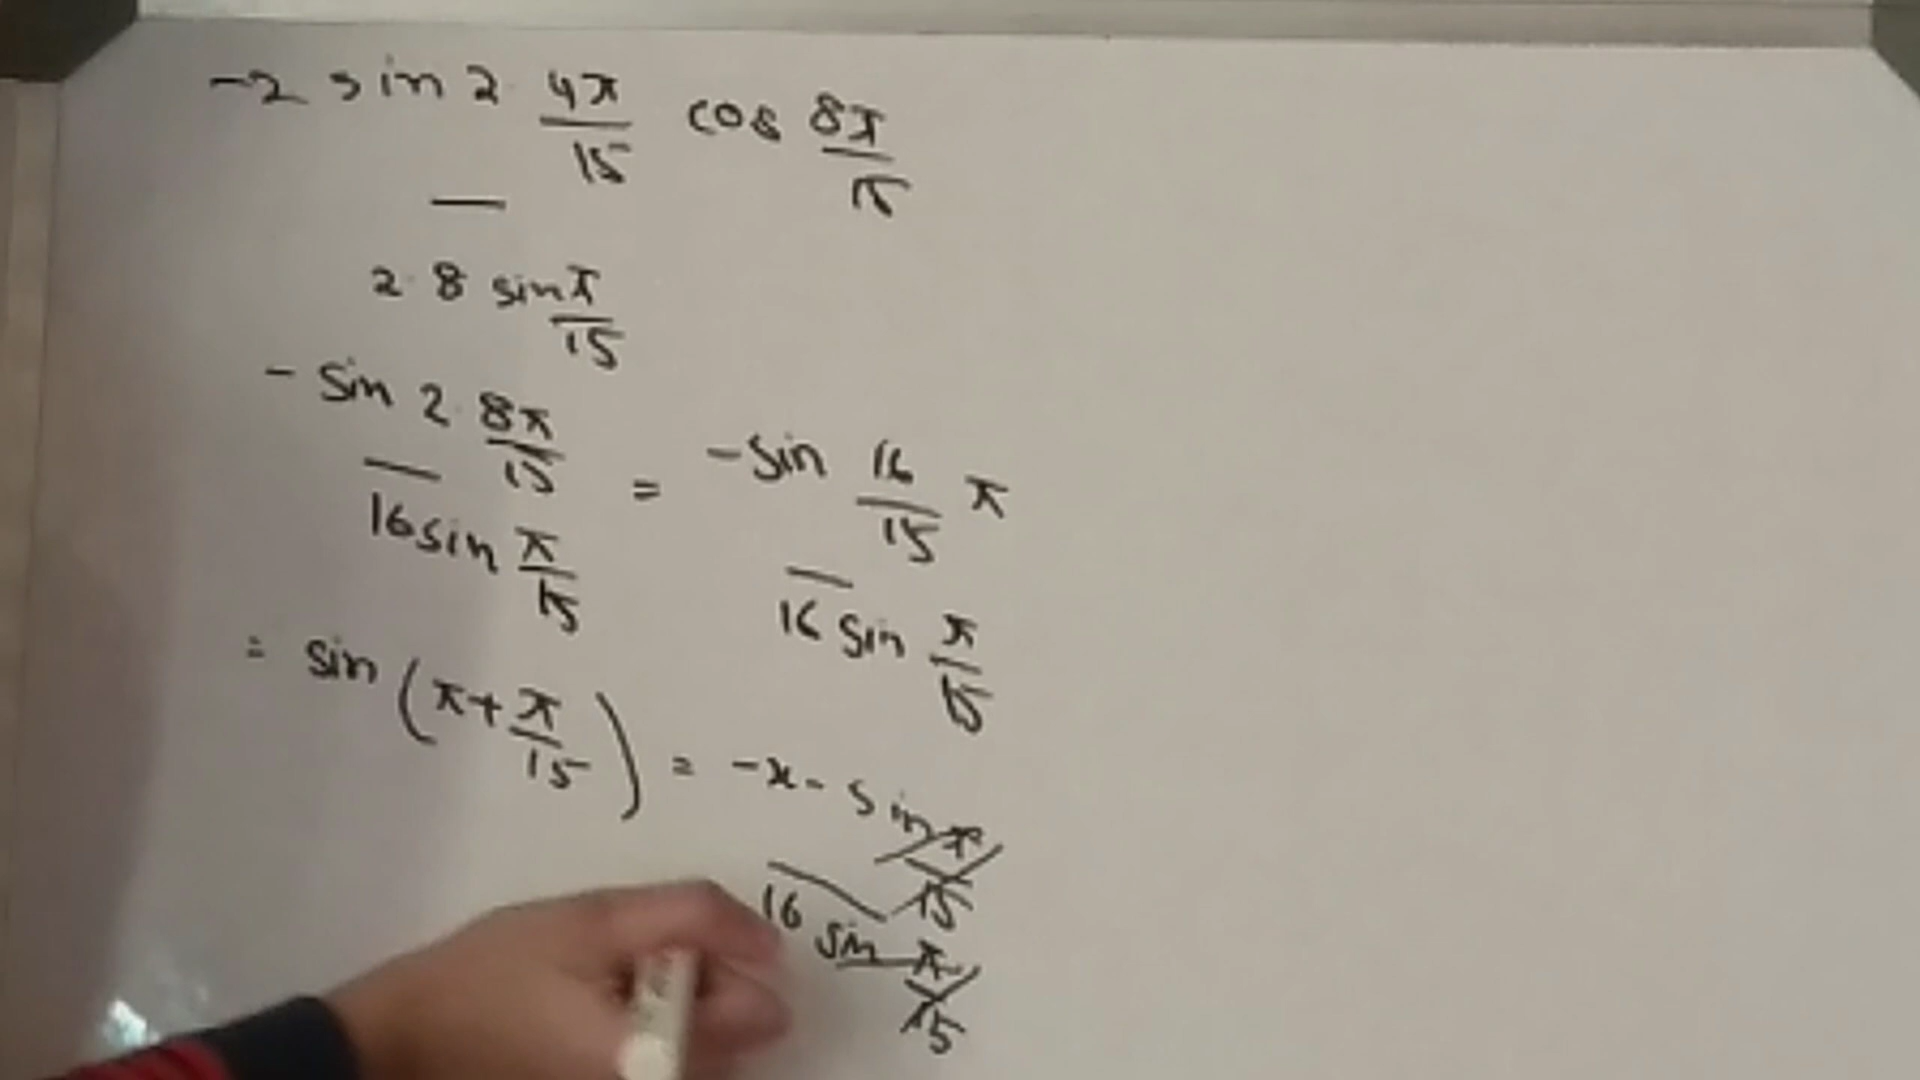 -2 sin 2 4π/15 cos 8π/15
2·8 sin π/15
- sin 2·8π/15 / 16 sin π/15 = -sin 16/15 π / 16 sin π/15
= sin (π + π/15) = -x- sin π/15 / 16 sin π/15